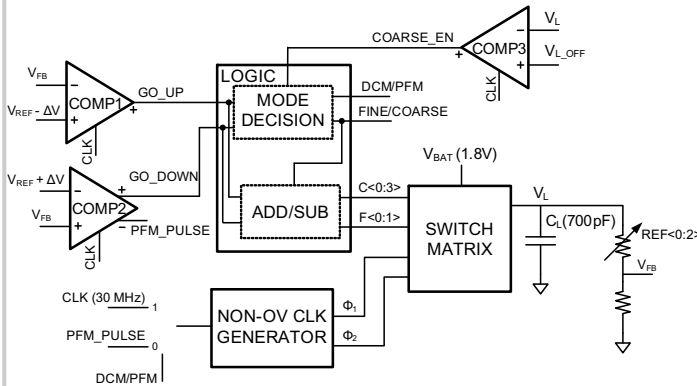 V_L
COARSE_EN
COMP3
V_L_OFF
CLK
V_FB
COMP1
GO_UP
V_REF - ΔV
CLK
LOGIC
MODE
DECISION
DCM/PFM
FINE/COARSE
V_REF + ΔV
COMP2
GO_DOWN
V_FB
PFM_PULSE
CLK
ADD/SUB
C<0:3>
F<0:1>
V_BAT (1.8V)
SWITCH
MATRIX
V_L
C_L(700pF)
REF<0:2>
V_FB
CLK (30 MHz)
1
PFM_PULSE
0
DCM/PFM
NON-OV CLK
GENERATOR
Φ_1
Φ_2